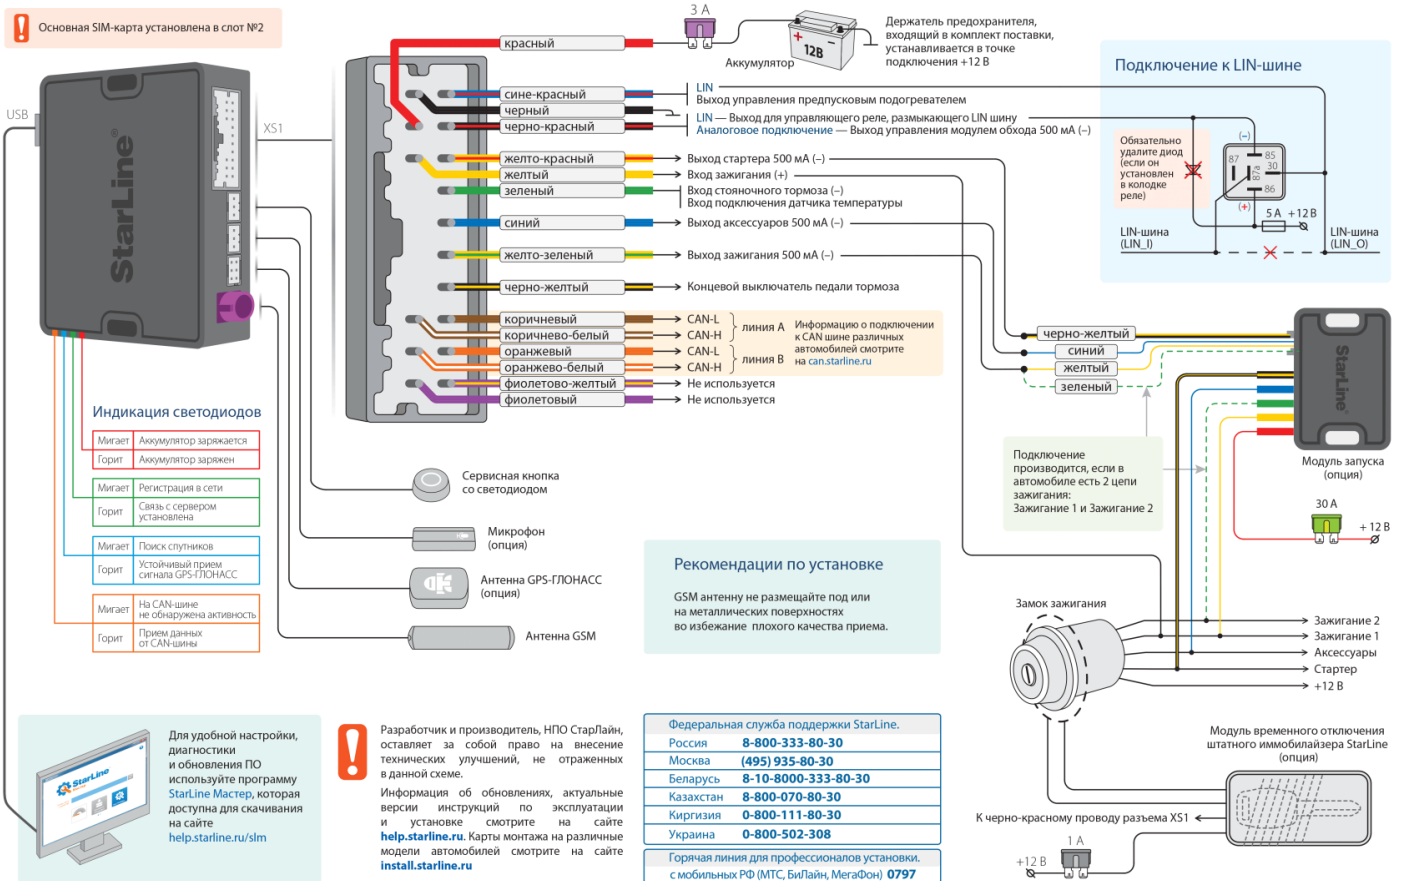 Основная SIM-карта установлена в слот №2
USB
StarLine®
XS1
3 А
красный
Аккумулятор
+ –
12В
Держатель предохранителя,
входящий в комплект поставки,
устанавливается в точке
подключения +12 В
сине-красный
LIN
Выход управления предпусковым подогревателем
черный
черно-красный
LIN — Выход для управляющего реле, размыкающего LIN шину
Аналоговое подключение — Выход управления модулем обхода 500 мА (–)
желто-красный
Выход стартера 500 мА (–)
желтый
Вход зажигания (+)
зеленый
Вход стояночного тормоза (–)
Вход подключения датчика температуры
синий
Выход аксессуаров 500 мА (–)
желто-зеленый
Выход зажигания 500 мА (–)
черно-желтый
Концевой выключатель педали тормоза
коричневый
CAN-L
коричнево-белый
CAN-H
линия А
оранжевый
CAN-L
оранжево-белый
CAN-H
линия В
Информацию о подключении
к CAN шине различных
автомобилей смотрите
на can.starline.ru
фиолетово-желтый
Не используется
фиолетовый
Не используется
Подключение к LIN-шине
Обязательно
удалите диод
(если он
установлен
в колодке
реле)
(–)
85
87
30
87a
86
(+)
5 А
+12 В
LIN-шина
(LIN_I)
LIN-шина
(LIN_O)
черно-желтый
синий
желтый
зеленый
StarLine®
Модуль запуска
(опция)
30 А
+ 12 В
Подключение
производится, если в
автомобиле есть 2 цепи
зажигания:
Зажигание 1 и Зажигание 2
Индикация светодиодов
Мигает Аккумулятор заряжается
Горит Аккумулятор заряжен
Мигает Регистрация в сети
Горит Связь с сервером
установлена
Мигает Поиск спутников
Горит Устойчивый прием
сигнала GPS-ГЛОНАСС
Мигает На CAN-шине
не обнаружена активность
Горит Прием данных
от CAN-шины
Сервисная кнопка
со светодиодом
Микрофон
(опция)
Антенна GPS-ГЛОНАСС
(опция)
Антенна GSM
Рекомендации по установке
GSM антенну не размещайте под или
на металлических поверхностях
во избежание плохого качества приема.
Замок зажигания
Зажигание 2
Зажигание 1
Аксессуары
Стартер
+12 В
Модуль временного отключения
штатного иммобилайзера StarLine
(опция)
К черно-красному проводу разъема XS1
1 А
+12 В
StarLine
Для удобной настройки,
диагностики
и обновления ПО
используйте программу
StarLine Мастер, которая
доступна для скачивания
на сайте
help.starline.ru/slm
Разработчик и производитель, НПО СтарЛайн,
оставляет за собой право на внесение
технических улучшений, не отраженных
в данной схеме.
Информация об обновлениях, актуальные
версии инструкций по эксплуатации
и установке смотрите на сайте
help.starline.ru. Карты монтажа на различные
модели автомобилей смотрите на сайте
install.starline.ru
Федеральная служба поддержки StarLine.
Россия 8-800-333-80-30
Москва (495) 935-80-30
Беларусь 8-10-8000-333-80-30
Казахстан 8-800-070-80-30
Киргизия 0-800-111-80-30
Украина 0-800-502-308
Горячая линия для профессионалов установки.
с мобильных РФ (МТС, БиЛайн, МегаФон) 0797